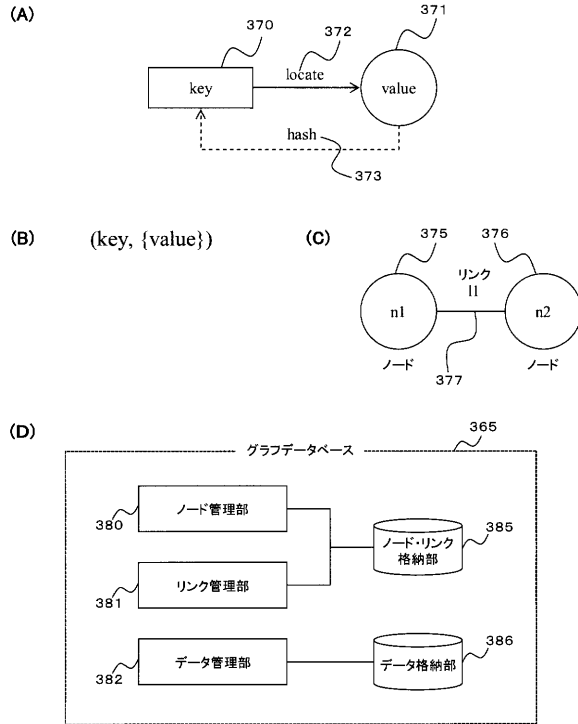 (A)
370
372
371
key
locate
value
hash
373
(B)
(key, {value})
(C)
375
376
リンク
l1
n1
n2
ノード
377
ノード
(D)
365
グラフデータベース
ノード管理部
380
ノード・リンク
格納部
385
リンク管理部
381
データ管理部
382
データ格納部
386